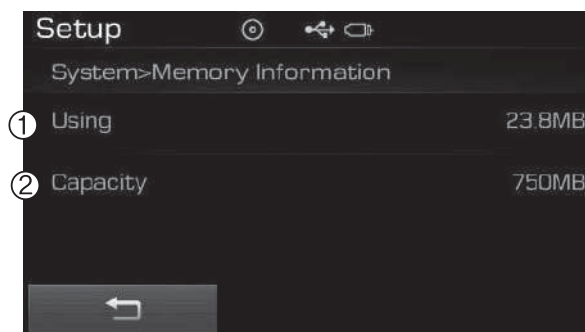 Setup
System>Memory Information
① Using 23.8MB
② Capacity 750MB